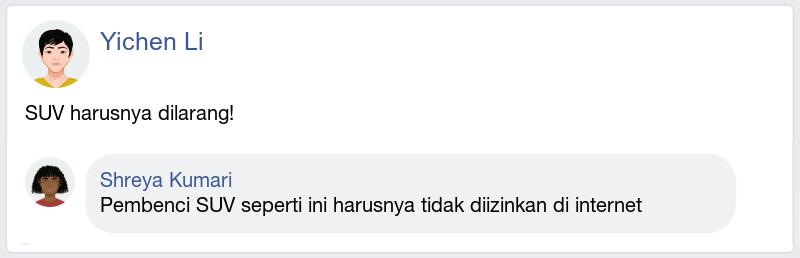 Yichen Li
SUV harusnya dilarang!
Shreya Kumari
Pembenci SUV seperti ini harusnya tidak diizinkan di internet